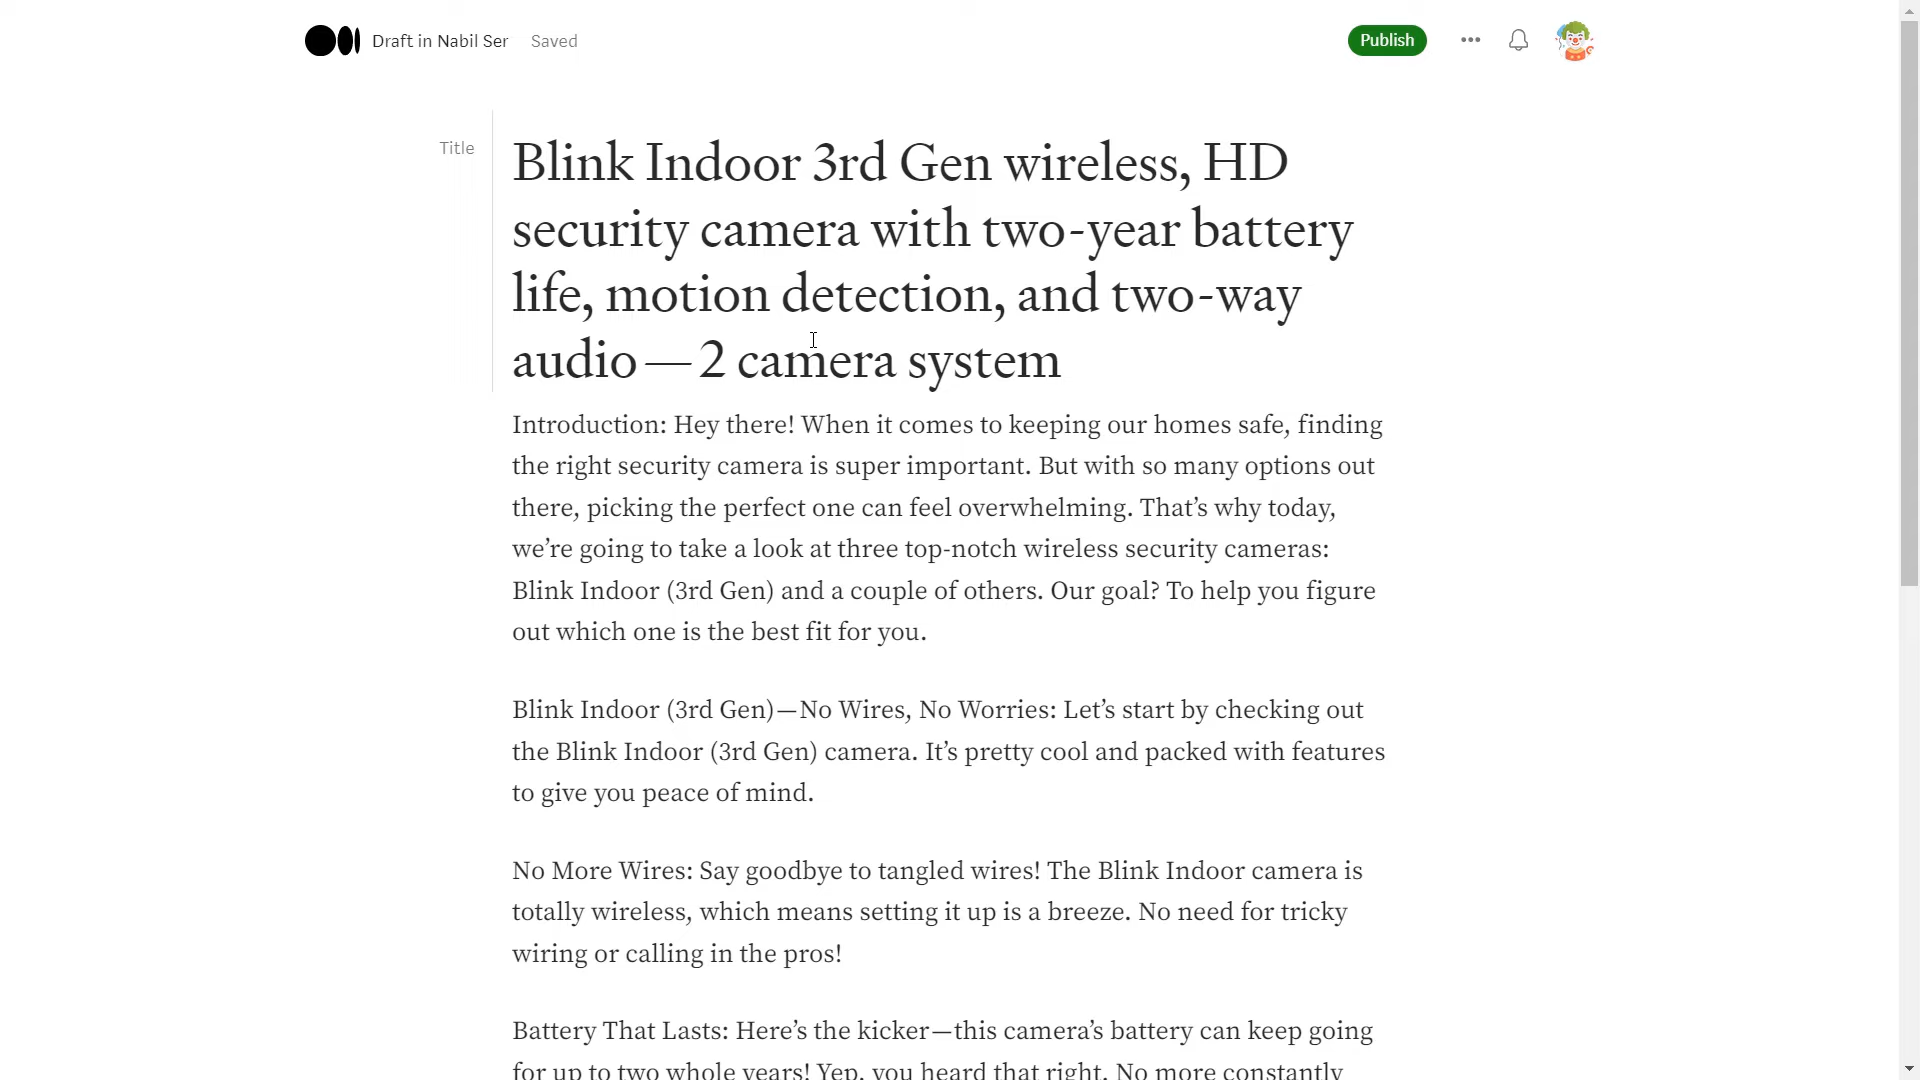 Draft in Nabil Ser Saved Publish
Title
Blink Indoor 3rd Gen wireless, HD
security camera with two-year battery
life, motion detection, and two-way
audio — 2 camera system
Introduction: Hey there! When it comes to keeping our homes safe, finding
the right security camera is super important. But with so many options out
there, picking the perfect one can feel overwhelming. That’s why today,
we’re going to take a look at three top-notch wireless security cameras:
Blink Indoor (3rd Gen) and a couple of others. Our goal? To help you figure
out which one is the best fit for you.
Blink Indoor (3rd Gen) — No Wires, No Worries: Let’s start by checking out
the Blink Indoor (3rd Gen) camera. It’s pretty cool and packed with features
to give you peace of mind.
No More Wires: Say goodbye to tangled wires! The Blink Indoor camera is
totally wireless, which means setting it up is a breeze. No need for tricky
wiring or calling in the pros!
Battery That Lasts: Here’s the kicker — this camera’s battery can keep going
for up to two whole years! Yep, you heard that right. No more constantly